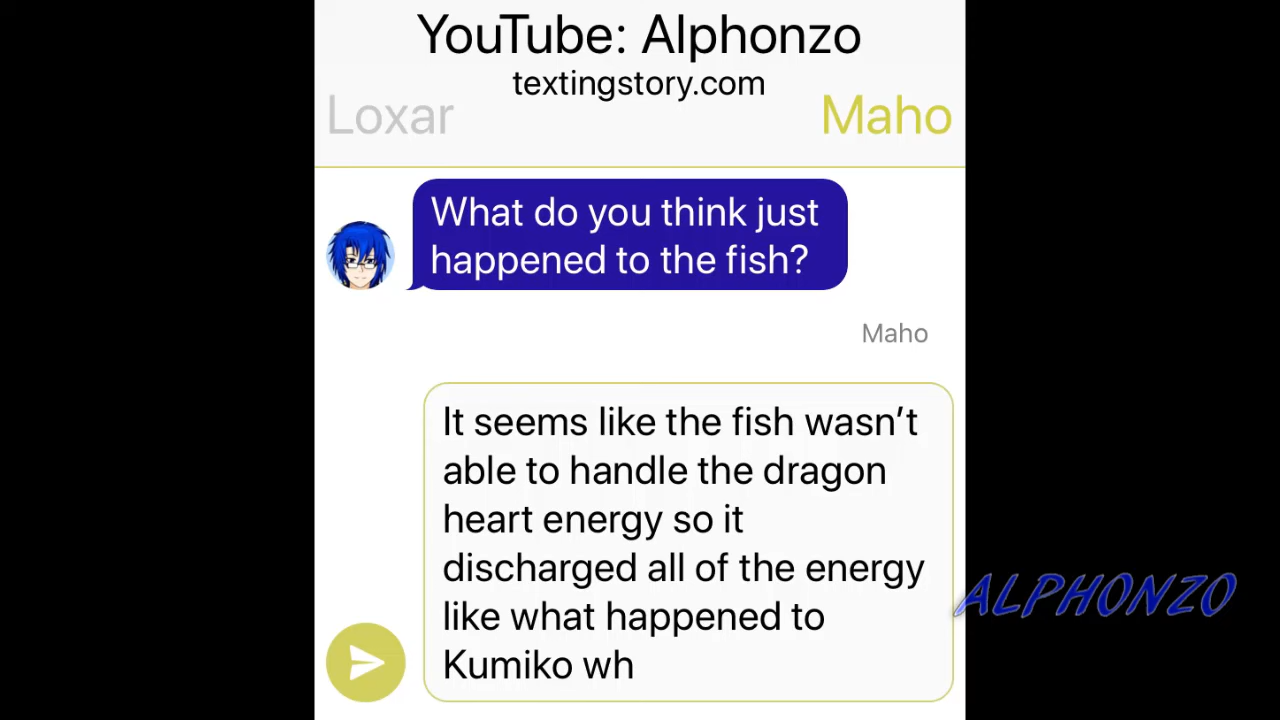 YouTube: Alphonzo
textingstory.com
Loxar
Maho
What do you think just
happened to the fish?
Maho
It seems like the fish wasn’t
able to handle the dragon
heart energy so it
discharged all of the energy
like what happened to
Kumiko wh
ALPHONZO